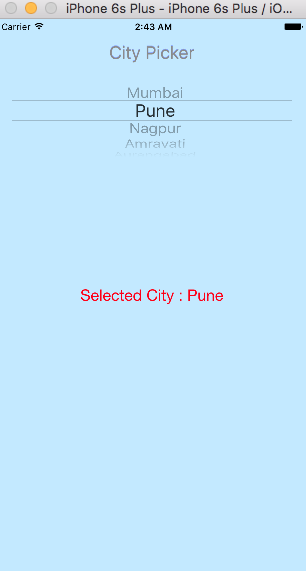 iPhone 6s Plus - iPhone 6s Plus / iO...
Carrier 2:43 AM
City Picker
Mumbai
Pune
Nagpur
Amravati
Selected City : Pune